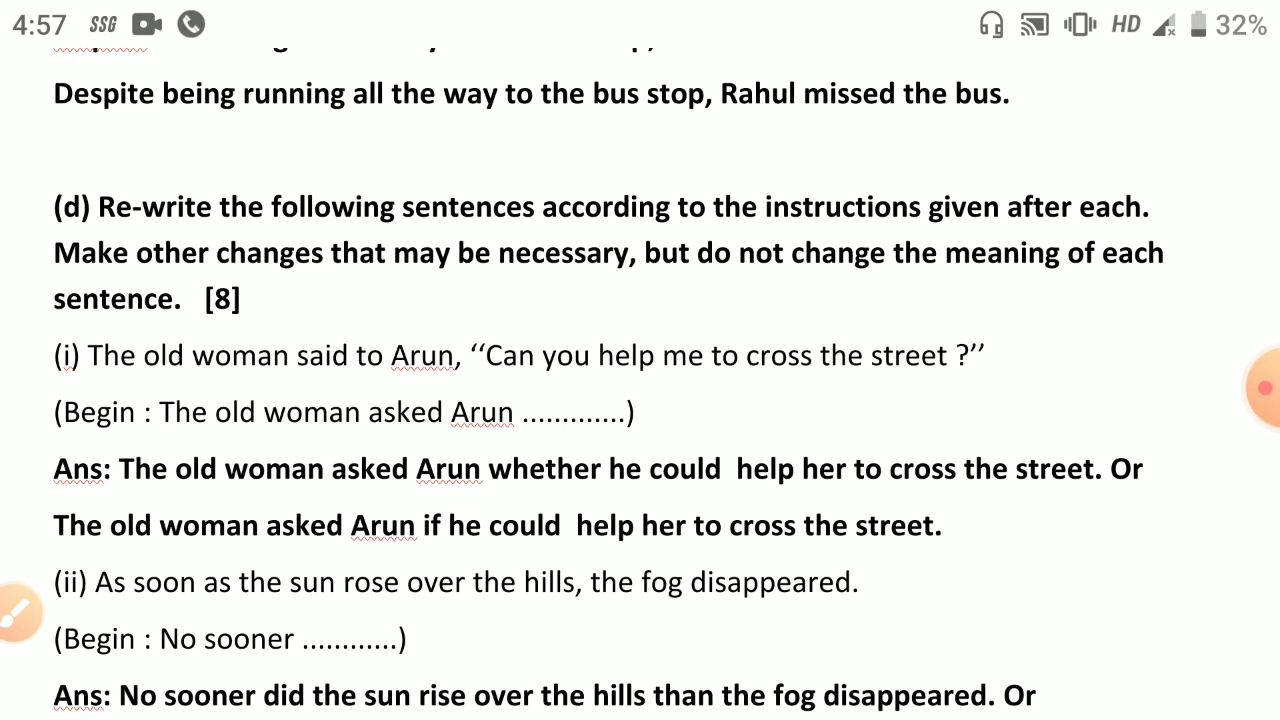 4:57 SSG HD 32%
Despite being running all the way to the bus stop, Rahul missed the bus.
(d) Re-write the following sentences according to the instructions given after each.
Make other changes that may be necessary, but do not change the meaning of each
sentence. [8]
(i) The old woman said to Arun, ‘‘Can you help me to cross the street ?’’
(Begin : The old woman asked Arun .............)
Ans: The old woman asked Arun whether he could  help her to cross the street. Or
The old woman asked Arun if he could  help her to cross the street.
(ii) As soon as the sun rose over the hills, the fog disappeared.
(Begin : No sooner ............)
Ans: No sooner did the sun rise over the hills than the fog disappeared. Or